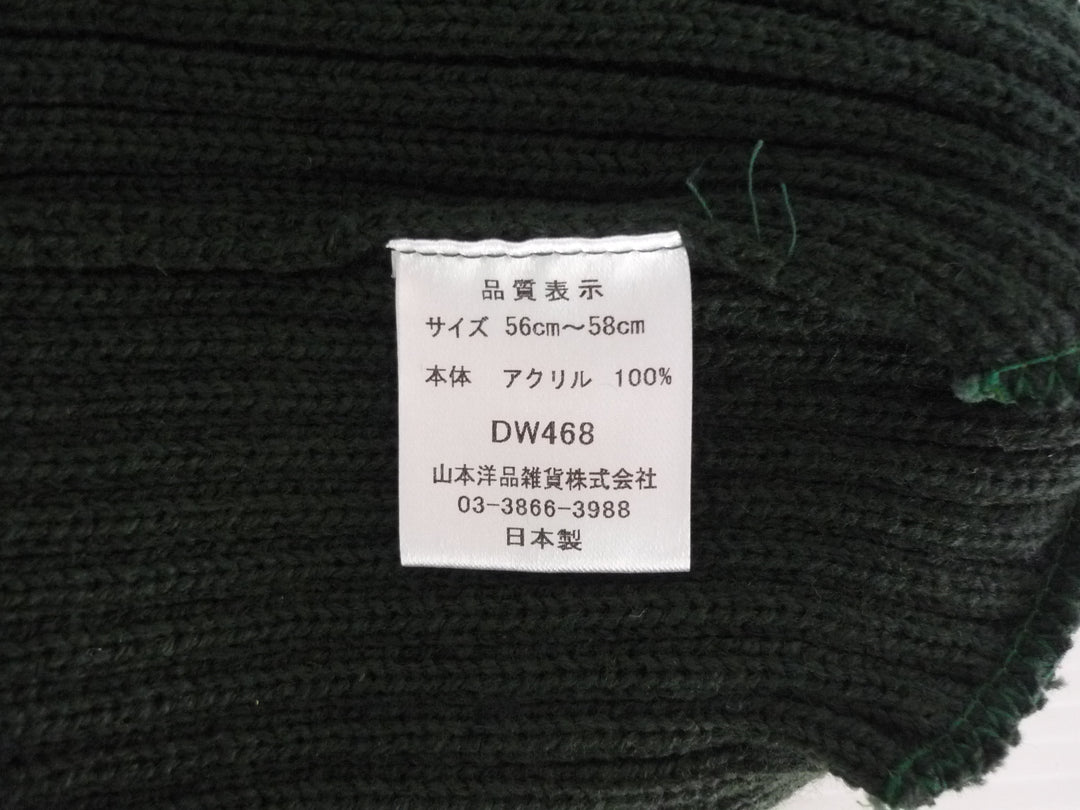 品質表示
サイズ 56cm～58cm
本体 アクリル 100%
DW468
山本洋品雑貨株式会社
03-3866-3988
日本製